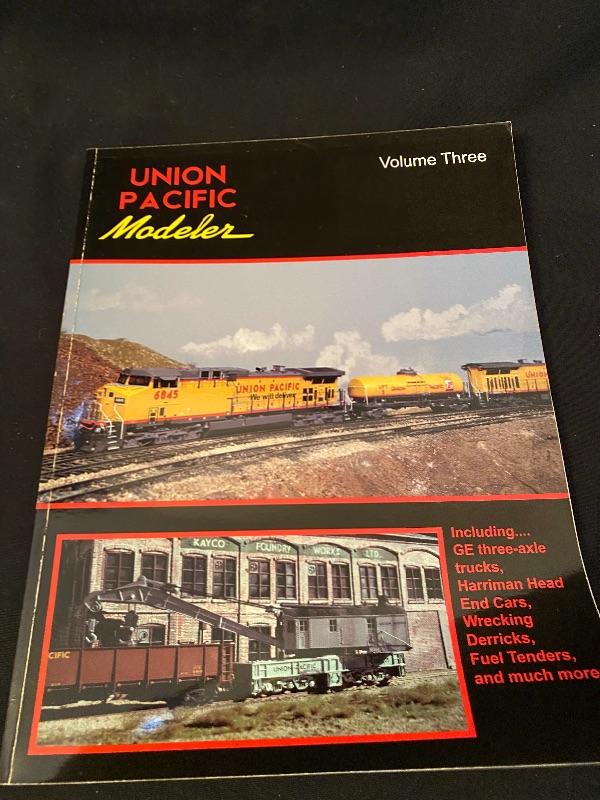 Volume Three
UNION
PACIFIC
Modeler
6845
UNION PACIFIC
We will deliver
UNION
KAYCO FOUNDRY WORKS LTD.
CIFIC
UNION PACIFIC
Including....
GE three-axle
trucks,
Harriman Head
End Cars,
Wrecking
Derricks,
Fuel Tenders,
and much more